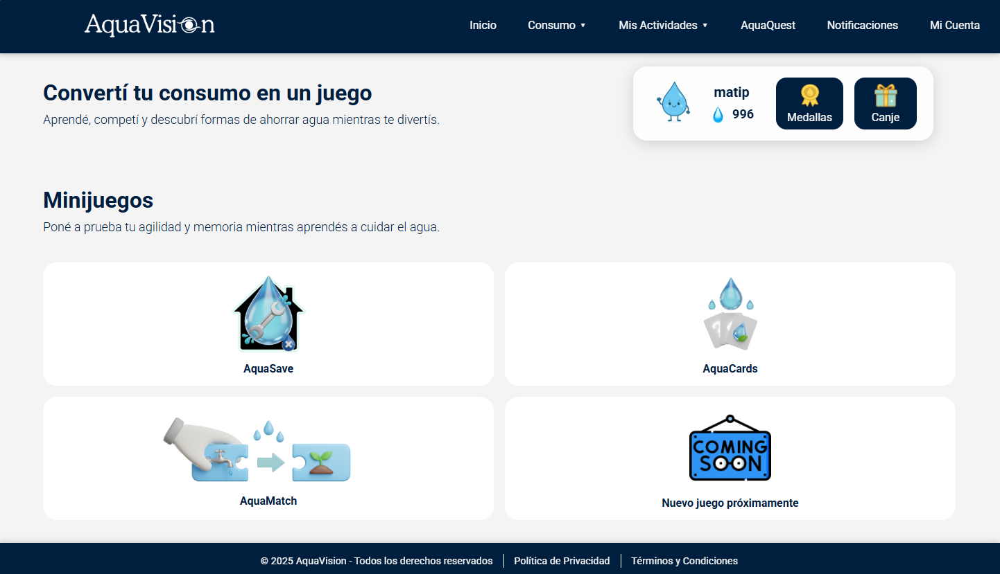 AquaVision
Inicio
Consumo ▼
Mis Actividades ▼
AquaQuest
Notificaciones
Mi Cuenta
Convertí tu consumo en un juego
Aprendé, competí y descubrí formas de ahorrar agua mientras te divertís.
matip
996
Medallas
Canje
Minijuegos
Poné a prueba tu agilidad y memoria mientras aprendés a cuidar el agua.
AquaSave
AquaCards
AquaMatch
COMING
SOON
Nuevo juego próximamente
© 2025 AquaVision - Todos los derechos reservados
Política de Privacidad
Términos y Condiciones